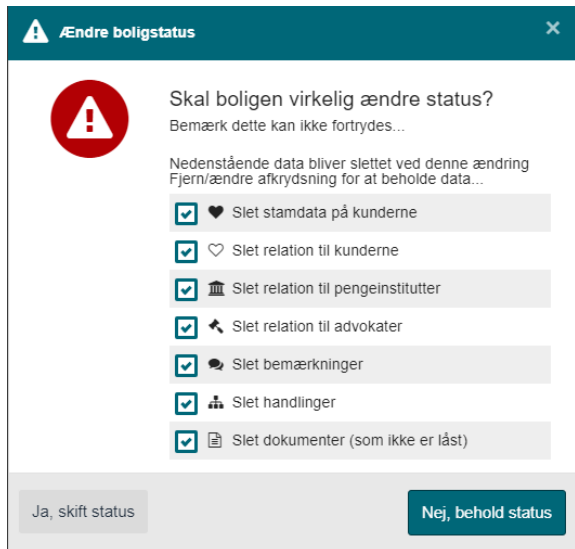 Ændre boligstatus
Skal boligen virkelig ændre status?
Bemærk dette kan ikke fortrydes...
Nedenstående data bliver slettet ved denne ændring
Fjern/ændre afkrydsning for at beholde data...
Slet stamdata på kunderne
Slet relation til kunderne
Slet relation til pengeinstitutter
Slet relation til advokater
Slet bemærkninger
Slet handlinger
Slet dokumenter (som ikke er låst)
Ja, skift status
Nej, behold status